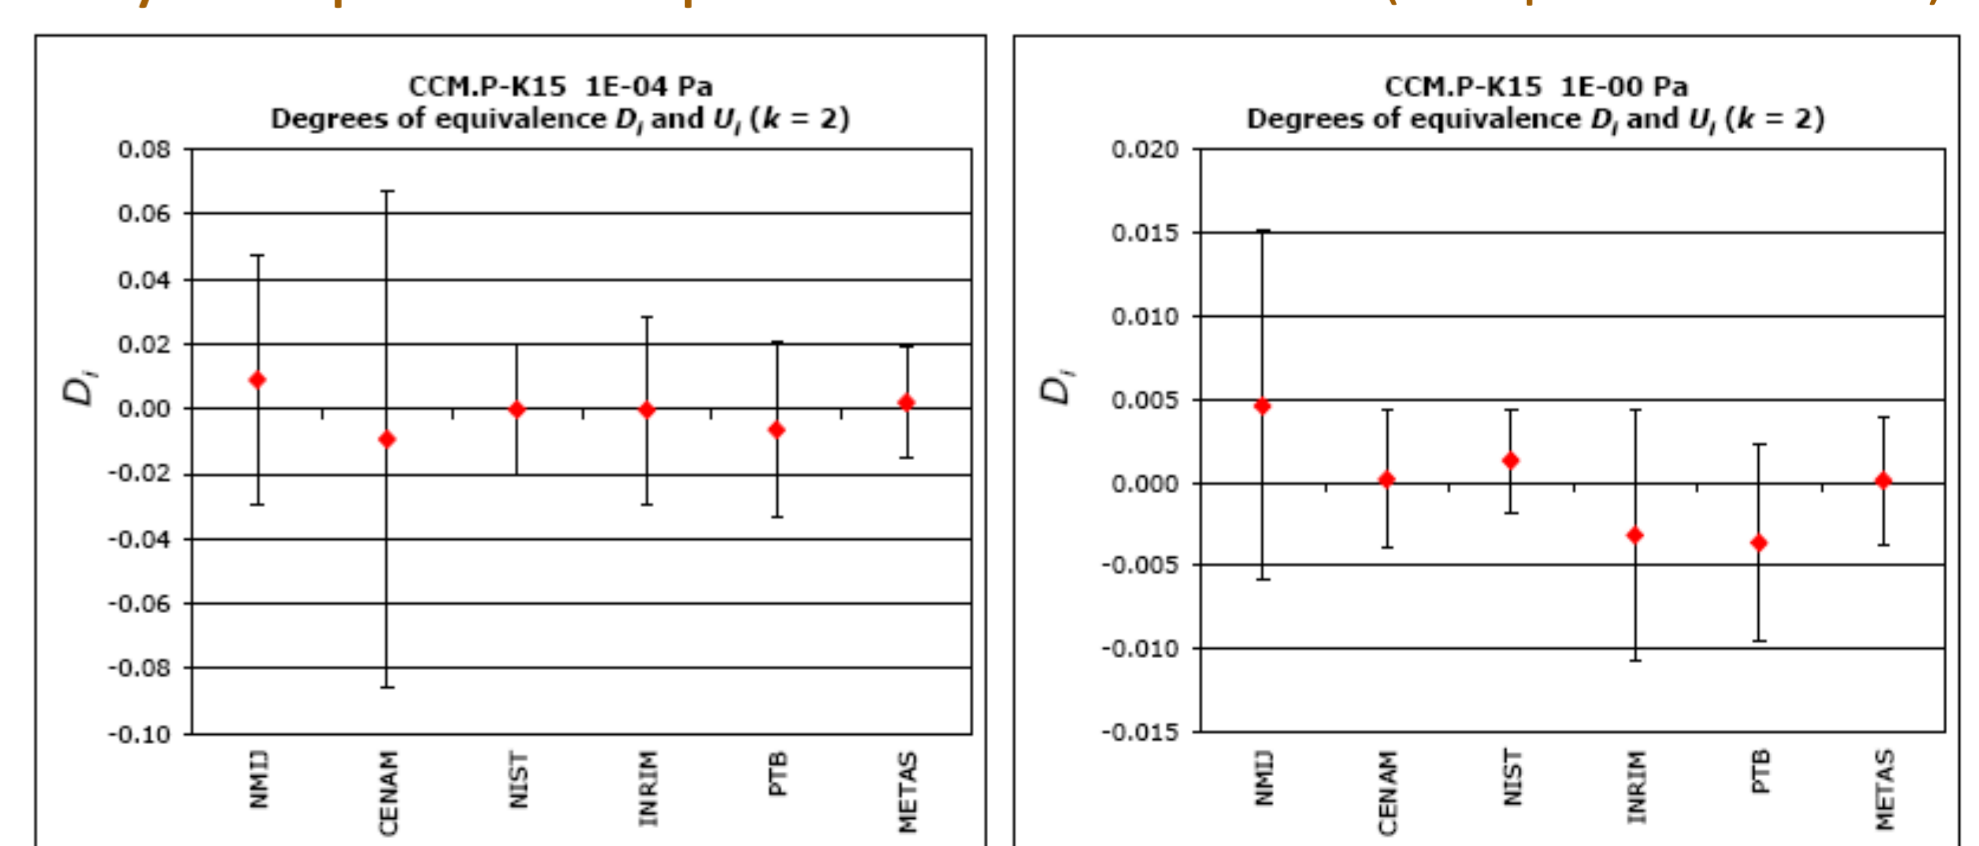 CCM.P-K15 1E-04 Pa
Degrees of equivalence Di and Ui (k = 2)
0.08
0.06
0.04
0.02
0.00
-0.02
-0.04
-0.06
-0.08
-0.10
Di
NMIJ
CENAM
NIST
INRIM
PTB
METAS
CCM.P-K15 1E-00 Pa
Degrees of equivalence Di and Ui (k = 2)
0.020
0.015
0.010
0.005
0.000
-0.005
-0.010
-0.015
Di
NMIJ
CENAM
NIST
INRIM
PTB
METAS